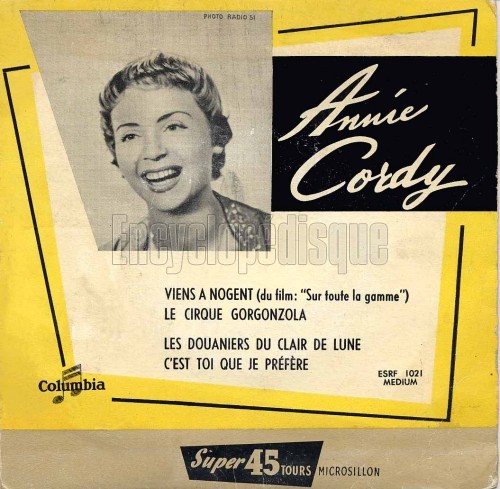 PHOTO RADIO 51
Annie
Cordy
Encyclopédisque
VIENS A NOGENT (du film: "Sur toute la gamme")
LE CIRQUE GORGONZOLA
LES DOUANIERS DU CLAIR DE LUNE
C'EST TOI QUE JE PRÉFÈRE
ESRF 1021
MEDIUM
Columbia
Super 45 TOURS MICROSILLON